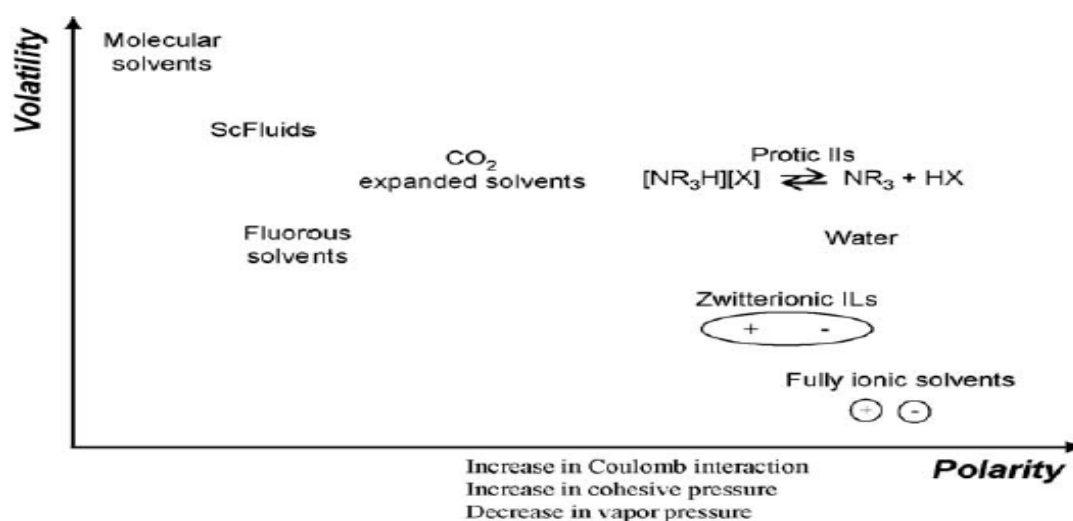 Volatility
Molecular
solvents
ScFluids
CO₂
expanded solvents
Protic IIs
[NR₃H][X] ⇌ NR₃ + HX
Fluorous
solvents
Water
Zwitterionic ILs
+ -
Fully ionic solvents
+ -
Increase in Coulomb interaction
Polarity
Increase in cohesive pressure
Decrease in vapor pressure